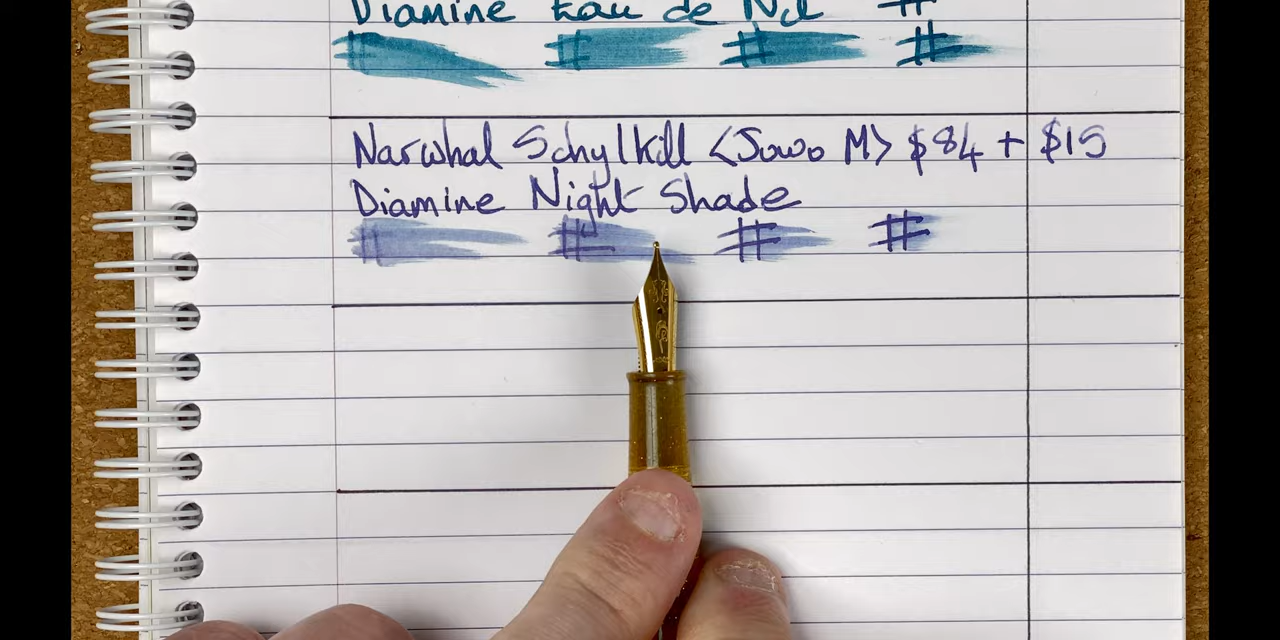 Diamine Eau de Nil #
# # # #
Narwhal Schylkill <Jowo M> $84 + $15
Diamine Night Shade
# # # #